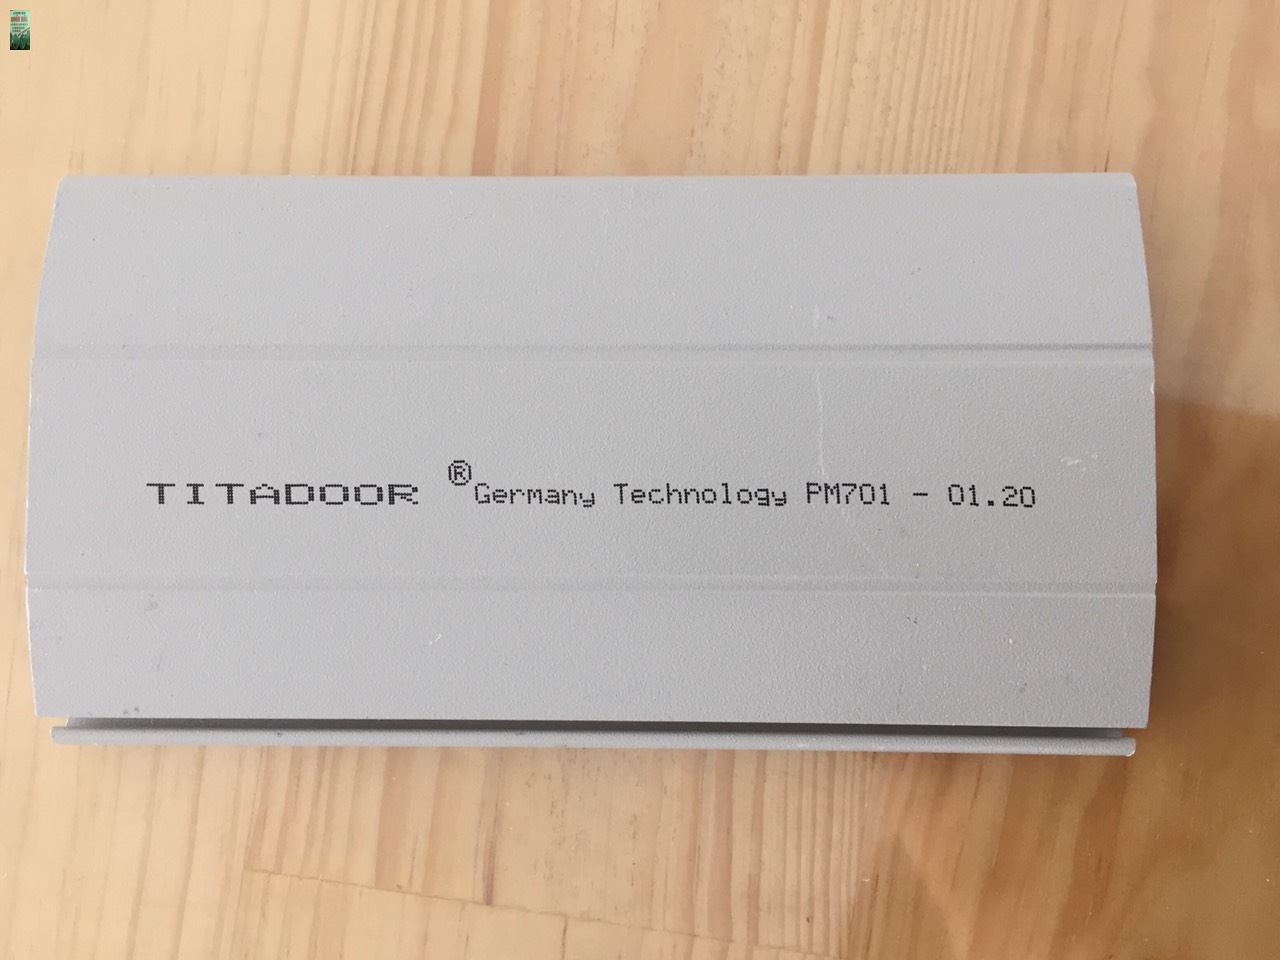 TITADOOR ®Germany Technology PM701 - 01.20